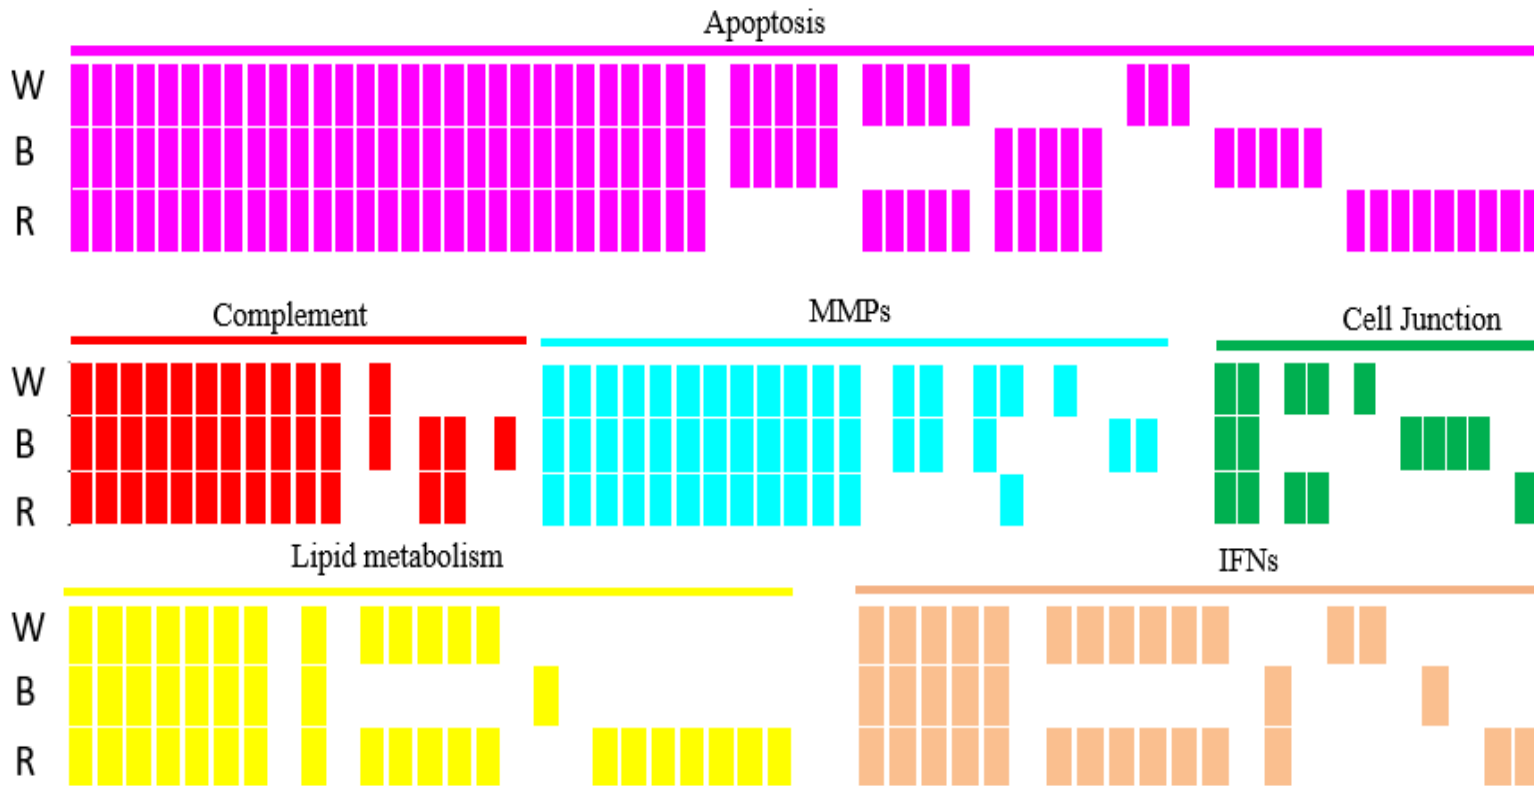 Apoptosis
W
B
R
Complement
MMPs
Cell Junction
W
B
R
Lipid metabolism
IFNs
W
B
R